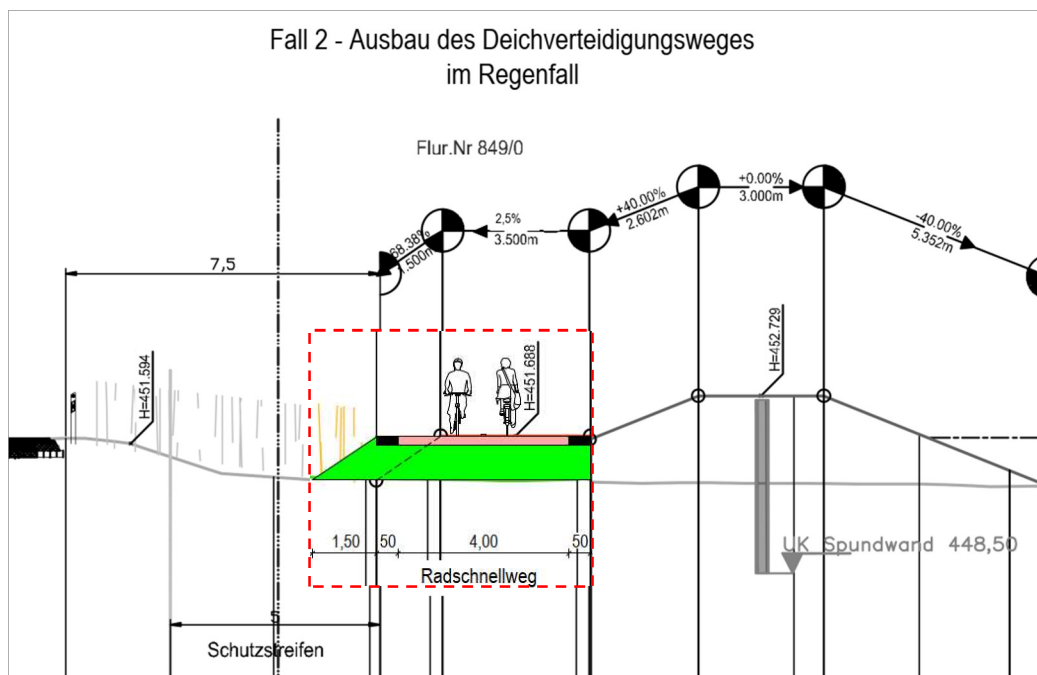 Fall 2 - Ausbau des Deichverteidigungsweges
im Regenfall
Flur.Nr 849/0
+0.00%
3.000m
+40.00%
2.602m
2,5%
3.500m
68.38%
1.500m
-40.00%
5.352m
7,5
H=451.594
H=451.688
H=452.729
1,50 50 4,00 50
Radschnellweg
UK Spundwand 448,50
5
Schutzstreifen